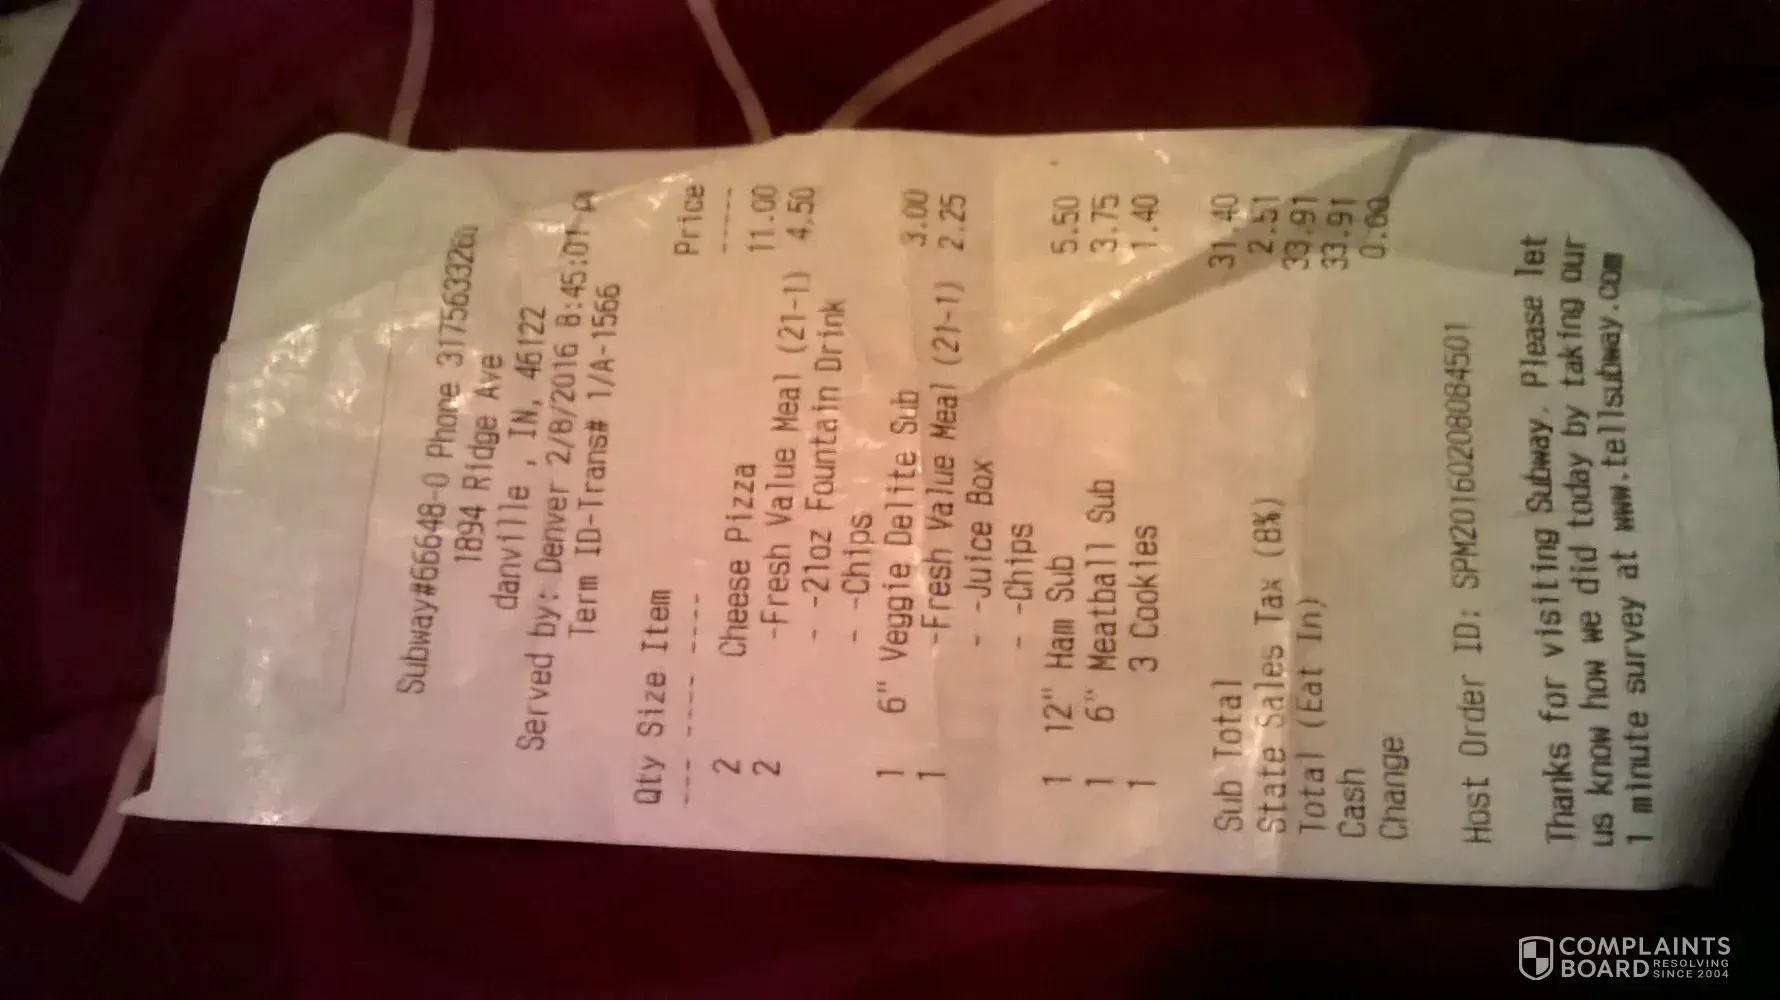 Subway#66648-0 Phone 3175633260
1894 Ridge Ave
danville , IN, 46122
Served by: Denver 2/8/2016 8:45:01
Term ID-Trans# 1/A-1566
Qty Size Item Price
--- ---- ---- -----
2 Cheese Pizza 11.00
2 -Fresh Value Meal (21-1) 4.50
- -21oz Fountain Drink
- -Chips
1 6" Veggie Delite Sub 3.00
1 -Fresh Value Meal (21-1) 2.25
- -Juice Box
- -Chips
1 12" Ham Sub 5.50
1 6" Meatball Sub 3.75
1 3 Cookies 1.40
Sub Total 31.40
State Sales Tax (8%) 2.51
Total (Eat In) 33.91
Cash 33.91
Change 0.00
Host Order ID: SPM20160208084501
Thanks for visiting Subway. Please let
us know how we did today by taking our
1 minute survey at www.tellsubway.com
COMPLAINTS
BOARD RESOLVING
SINCE 2004